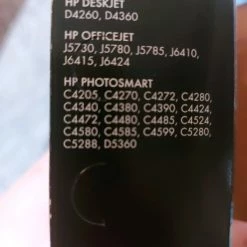 HP DESKJET
D4260, D4360
HP OFFICEJET
J5730, J5780, J5785, J6410,
J6415, J6424
HP PHOTOSMART
C4205, C4270, C4272, C4280,
C4340, C4380, C4390, C4424,
C4472, C4480, C4485, C4524,
C4580, C4585, C4599, C5280,
C5288, D5360